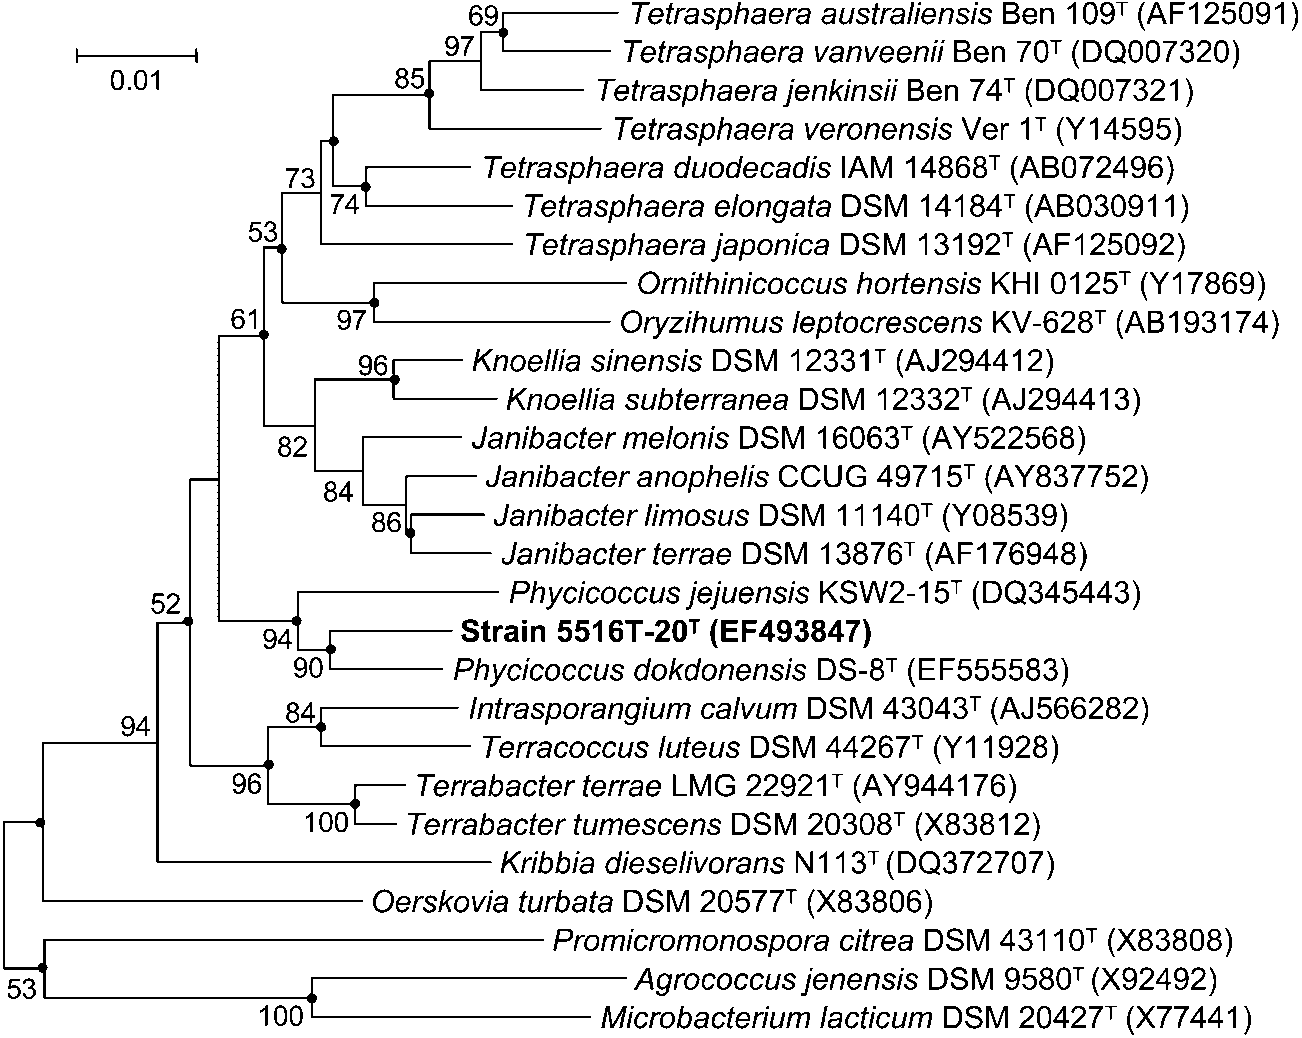 69
Tetrasphaera australiensis Ben 109ᵀ (AF125091)
97
Tetrasphaera vanveenii Ben 70ᵀ (DQ007320)
0.01
85
Tetrasphaera jenkinsii Ben 74ᵀ (DQ007321)
Tetrasphaera veronensis Ver 1ᵀ (Y14595)
73
Tetrasphaera duodecadis IAM 14868ᵀ (AB072496)
74
Tetrasphaera elongata DSM 14184ᵀ (AB030911)
53
Tetrasphaera japonica DSM 13192ᵀ (AF125092)
Ornithinicoccus hortensis KHI 0125ᵀ (Y17869)
61
97
Oryzihumus leptocrescens KV-628ᵀ (AB193174)
96
Knoellia sinensis DSM 12331ᵀ (AJ294412)
Knoellia subterranea DSM 12332ᵀ (AJ294413)
82
Janibacter melonis DSM 16063ᵀ (AY522568)
84
Janibacter anophelis CCUG 49715ᵀ (AY837752)
86
Janibacter limosus DSM 11140ᵀ (Y08539)
Janibacter terrae DSM 13876ᵀ (AF176948)
52
Phycicoccus jejuensis KSW2-15ᵀ (DQ345443)
94
Strain 5516T-20ᵀ (EF493847)
90
Phycicoccus dokdonensis DS-8ᵀ (EF555583)
84
Intrasporangium calvum DSM 43043ᵀ (AJ566282)
94
Terracoccus luteus DSM 44267ᵀ (Y11928)
96
Terrabacter terrae LMG 22921ᵀ (AY944176)
100
Terrabacter tumescens DSM 20308ᵀ (X83812)
Kribbia dieselivorans N113ᵀ (DQ372707)
Oerskovia turbata DSM 20577ᵀ (X83806)
Promicromonospora citrea DSM 43110ᵀ (X83808)
53
Agrococcus jenensis DSM 9580ᵀ (X92492)
100
Microbacterium lacticum DSM 20427ᵀ (X77441)